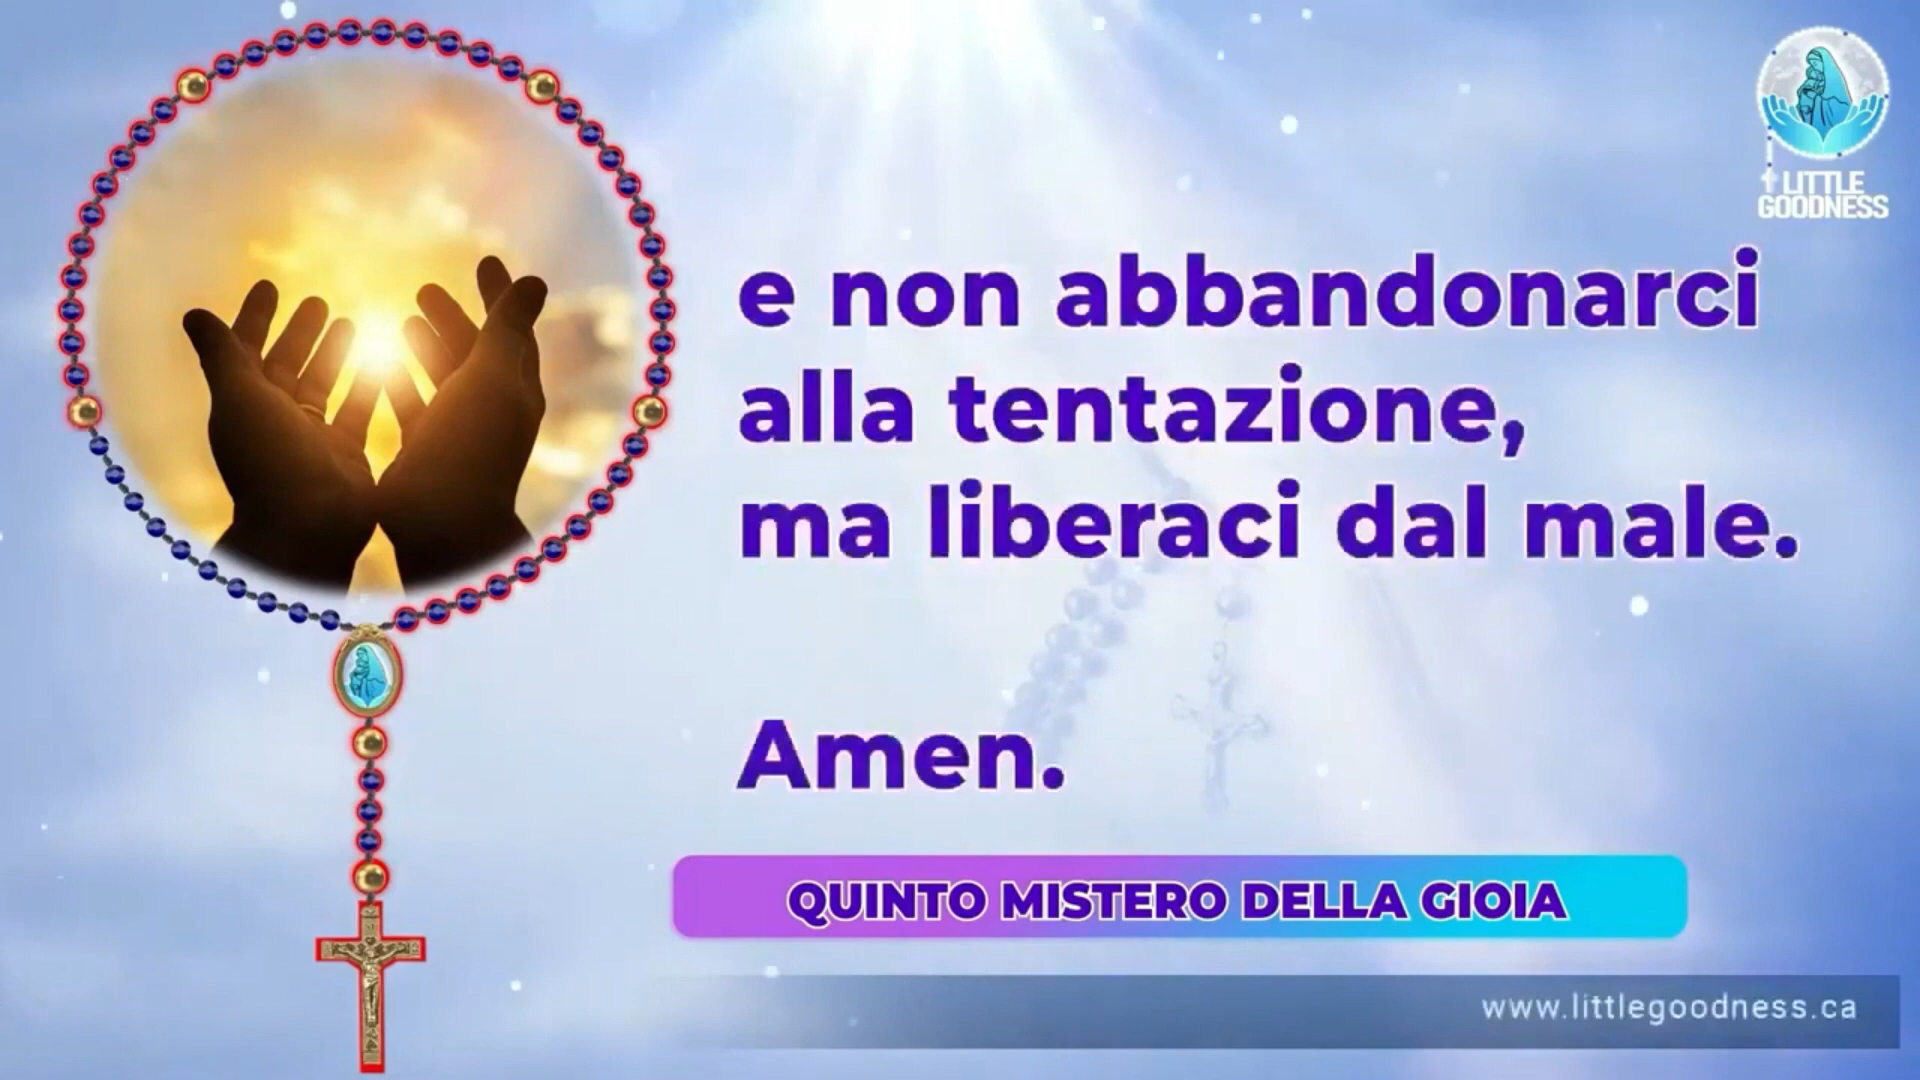 LITTLE
GOODNESS
e non abbandonarci
alla tentazione,
ma liberaci dal male.
Amen.
QUINTO MISTERO DELLA GIOIA
www.littlegoodness.ca